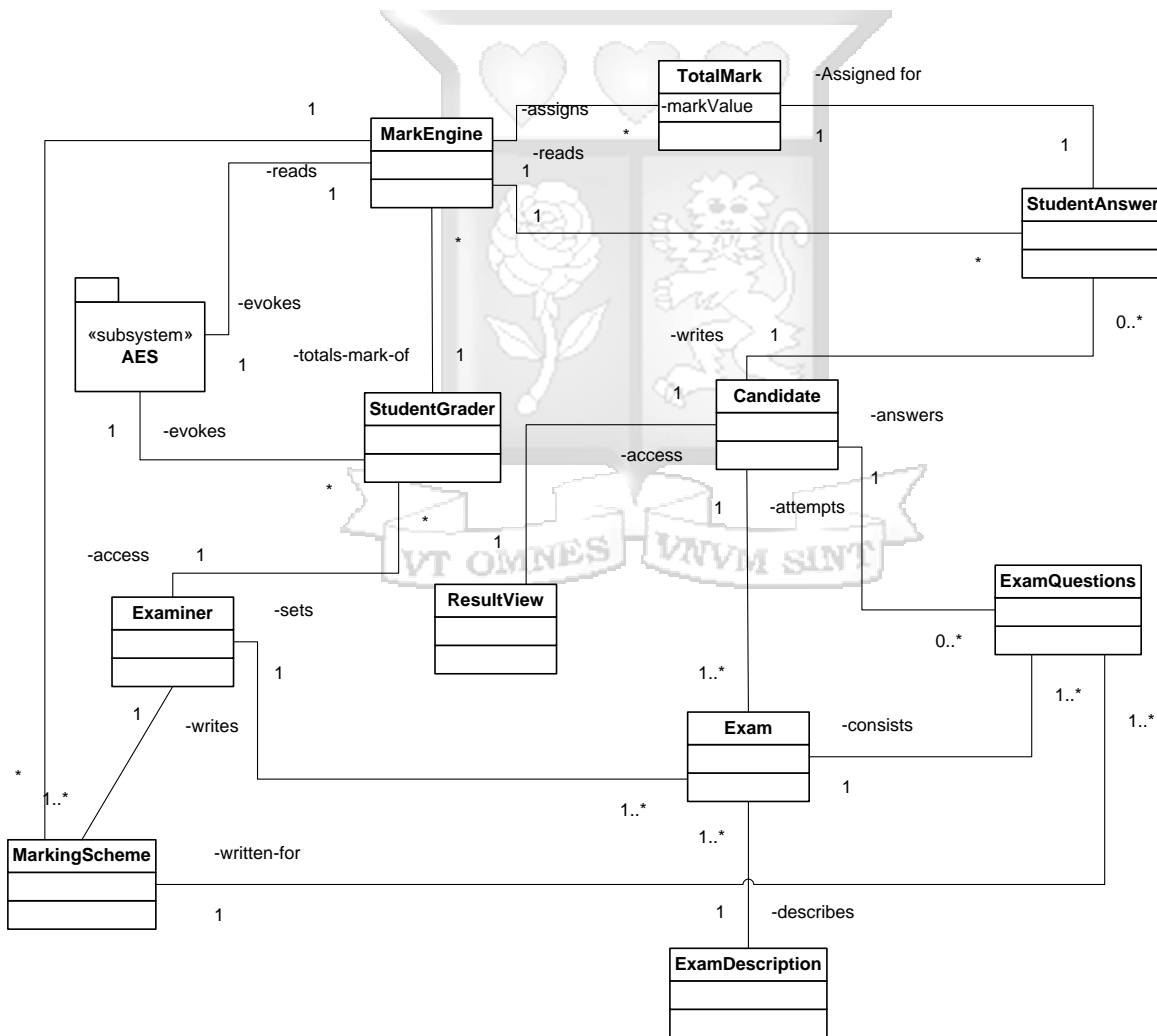 TotalMark
-markValue
-Assigned for
1
1
-assigns
*
1
MarkEngine
-reads
1
-reads
1
1
*
StudentAnswer
*
0..*
-evokes
«subsystem»
AES
1
-totals-mark-of
1
-writes
1
StudentGrader
1
Candidate
-answers
1
-evokes
-access
1
*
*
1
-attempts
-access
1
1
VT OMNES VNVM SINT
ExamQuestions
Examiner
-sets
ResultView
0..*
1
1..*
1..*
1
-writes
Exam
-consists
1..*
*
1..*
1..*
1
1..*
MarkingScheme
-written-for
1
1
-describes
ExamDescription